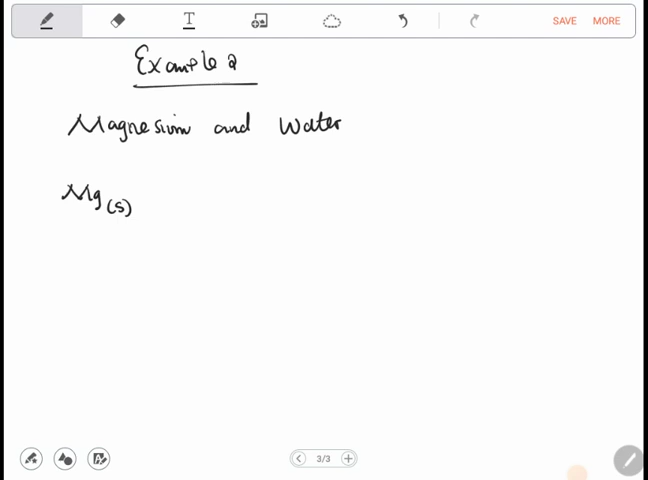 T
SAVE
MORE
Example 2
Magnesium and Water
Mg(s)
3/3